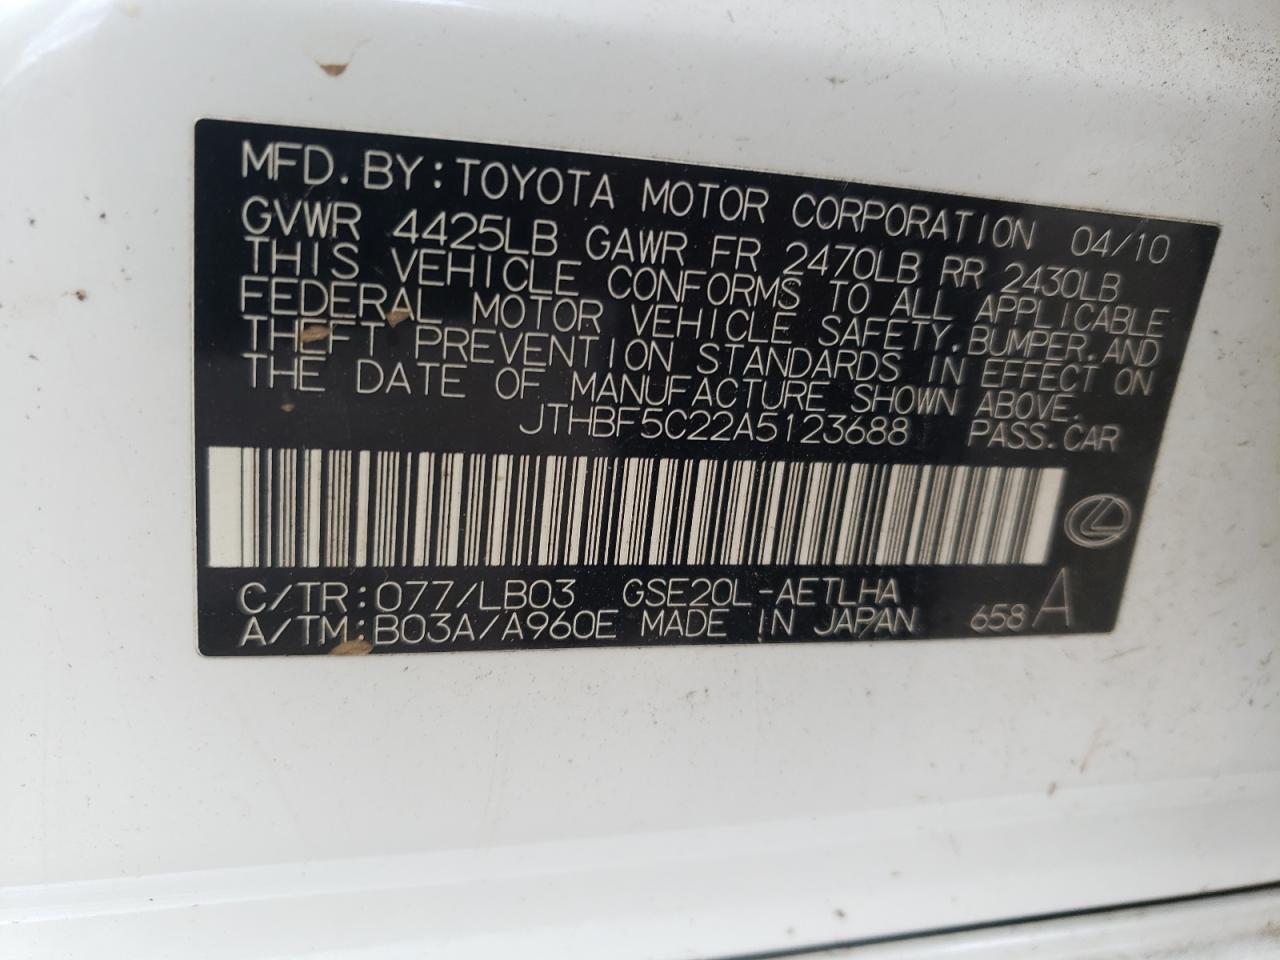 MFD. BY: TOYOTA MOTOR CORPORATION 04/10
GVWR 4425LB GAWR FR 2470LB RR 2430LB
THIS VEHICLE CONFORMS TO ALL APPLICABLE
FEDERAL MOTOR VEHICLE SAFETY, BUMPER, AND
THEFT PREVENTION STANDARDS IN EFFECT ON
THE DATE OF MANUFACTURE SHOWN ABOVE.
JTHBF5C22A5123688 PASS. CAR
C/TR: 077/LB03 GSE20L-AETLHA
A/TM: B03A/A960E MADE IN JAPAN 658 A